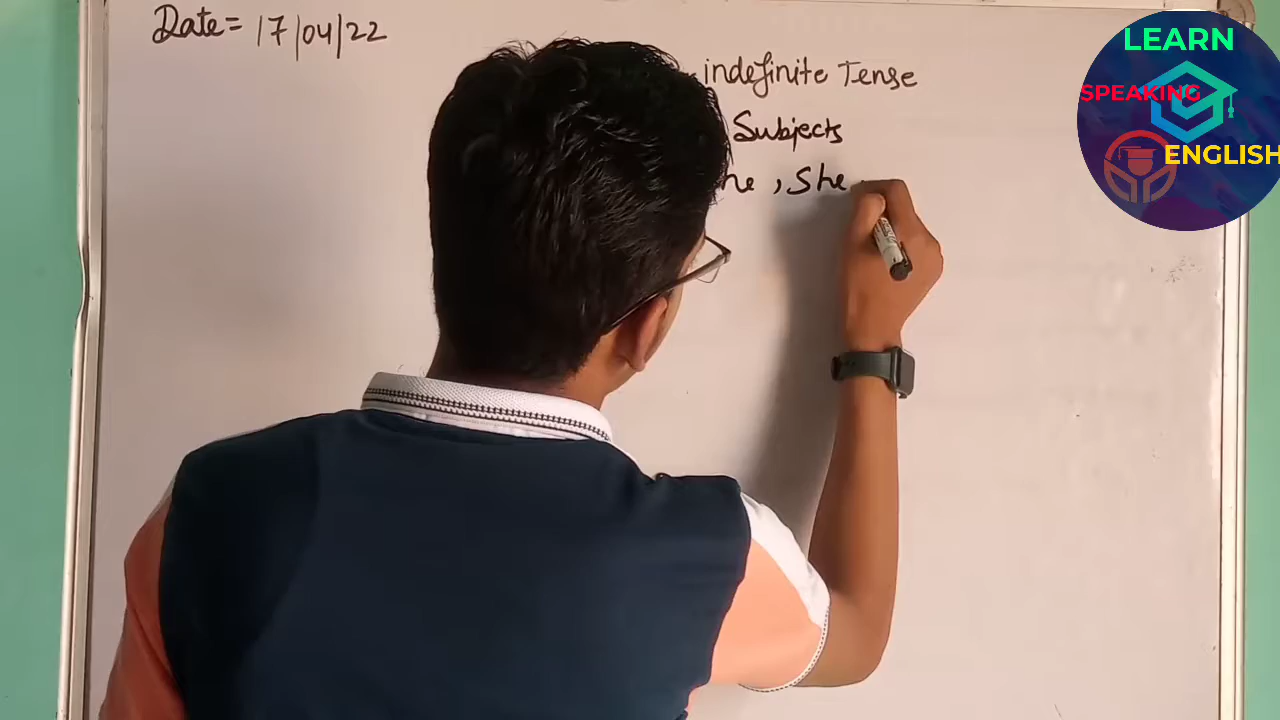 Date= 17/04/22
indefinite Tense
Subjects
he , She
LEARN
SPEAKING
ENGLISH